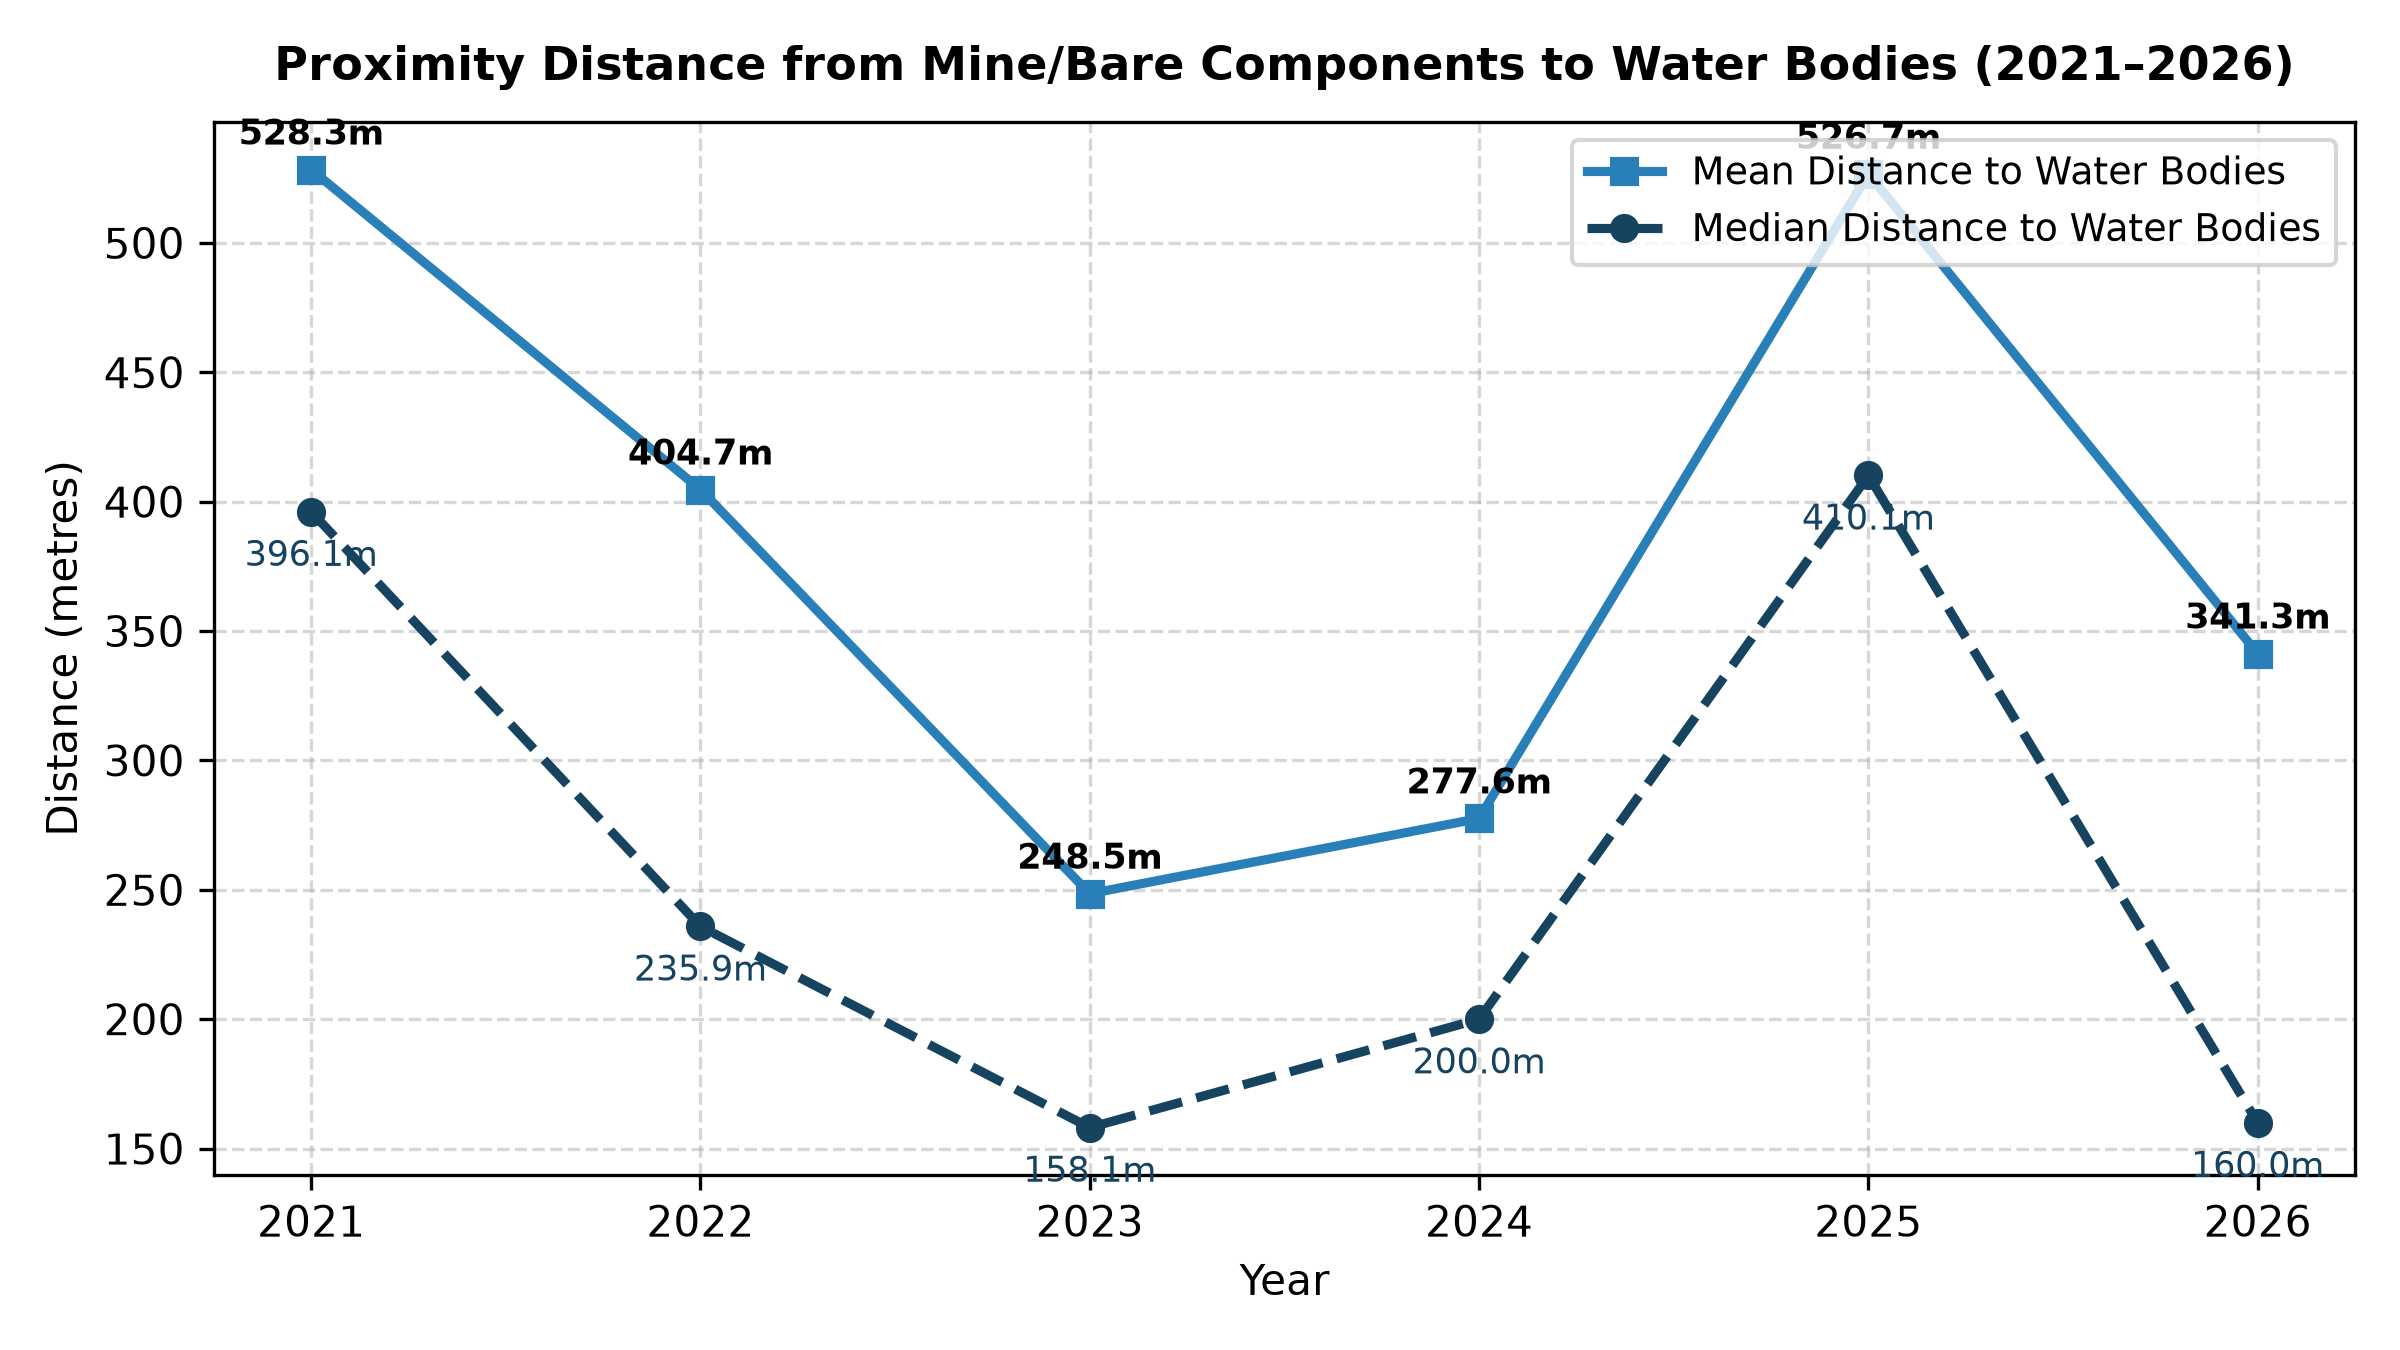 Proximity Distance from Mine/Bare Components to Water Bodies (2021–2026)
528.3m
526.7m
Mean Distance to Water Bodies
Median Distance to Water Bodies
500
450
404.7m
400
410.1m
396.1m
Distance (metres)
350
341.3m
300
277.6m
248.5m
250
235.9m
200
200.0m
150
158.1m
160.0m
2021
2022
2023
2024
2025
2026
Year